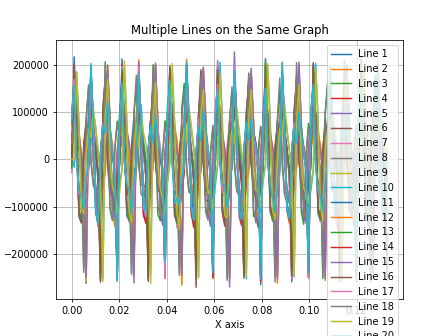 Multiple Lines on the Same Graph
200000
100000
0
−100000
−200000
0.00
0.02
0.04
0.06
0.08
0.10
X axis
Line 1
Line 2
Line 3
Line 4
Line 5
Line 6
Line 7
Line 8
Line 9
Line 10
Line 11
Line 12
Line 13
Line 14
Line 15
Line 16
Line 17
Line 18
Line 19